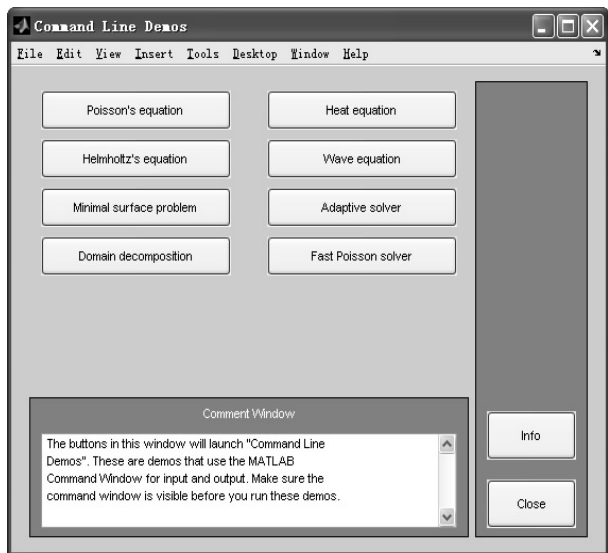 Command Line Demos
File Edit View Insert Tools Desktop Window Help
Poisson's equation
Heat equation
Helmholtz's equation
Wave equation
Minimal surface problem
Adaptive solver
Domain decomposition
Fast Poisson solver
Comment Window
The buttons in this window will launch "Command Line
Demos". These are demos that use the MATLAB
Command Window for input and output. Make sure the
command window is visible before you run these demos.
Info
Close